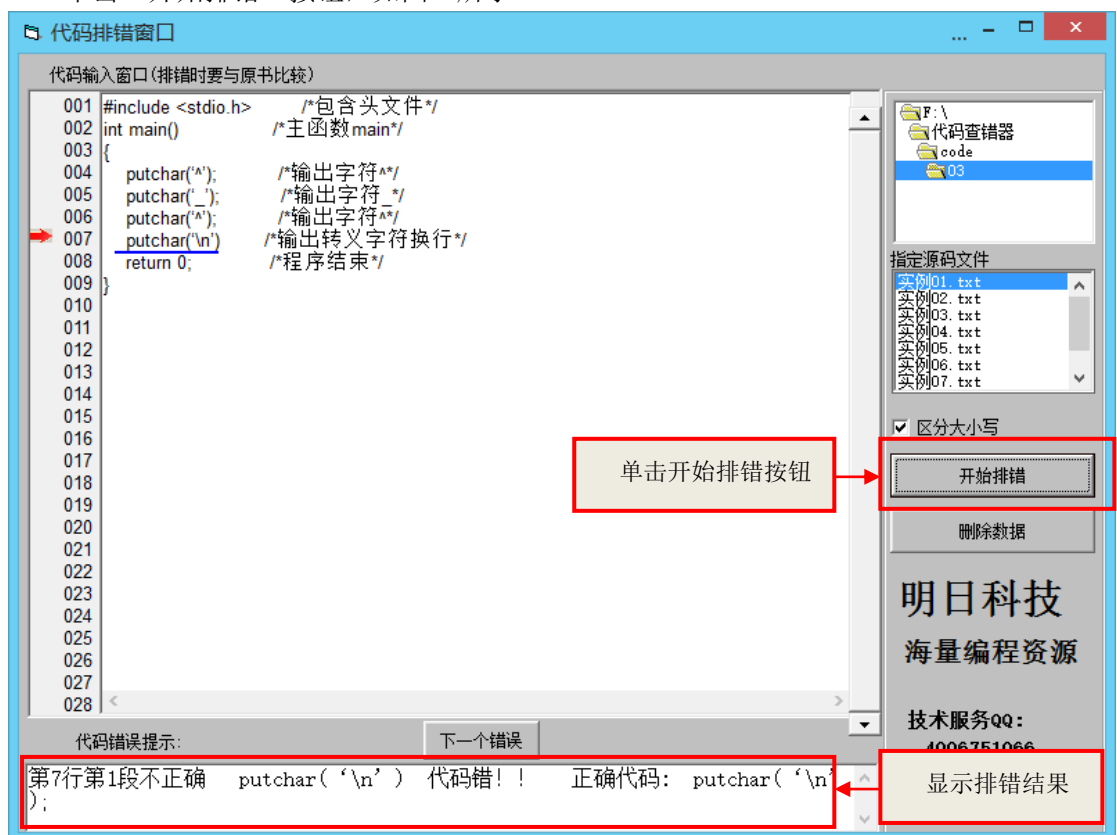 代码排错窗口
...
代码输入窗口(排错时要与原书比较)
001 #include <stdio.h> /*包含头文件*/
002 int main() /*主函数main*/
003 {
004 putchar('^'); /*输出字符^*/
005 putchar('_'); /*输出字符_*/
006 putchar('^'); /*输出字符^*/
007 putchar('\n') /*输出转义字符换行*/
008 return 0; /*程序结束*/
009 }
010
011
012
013
014
015
016
017
018
019
020
021
022
023
024
025
026
027
028
F:\
代码查错器
code
03
指定源码文件
实例01.txt
实例02.txt
实例03.txt
实例04.txt
实例05.txt
实例06.txt
实例07.txt
区分大小写
单击开始排错按钮
开始排错
删除数据
明日科技
海量编程资源
技术服务QQ:
4006751066
代码错误提示:
下一个错误
第7行第1段不正确 putchar(‘\n’) 代码错!! 正确代码: putchar(‘\n’
);
显示排错结果